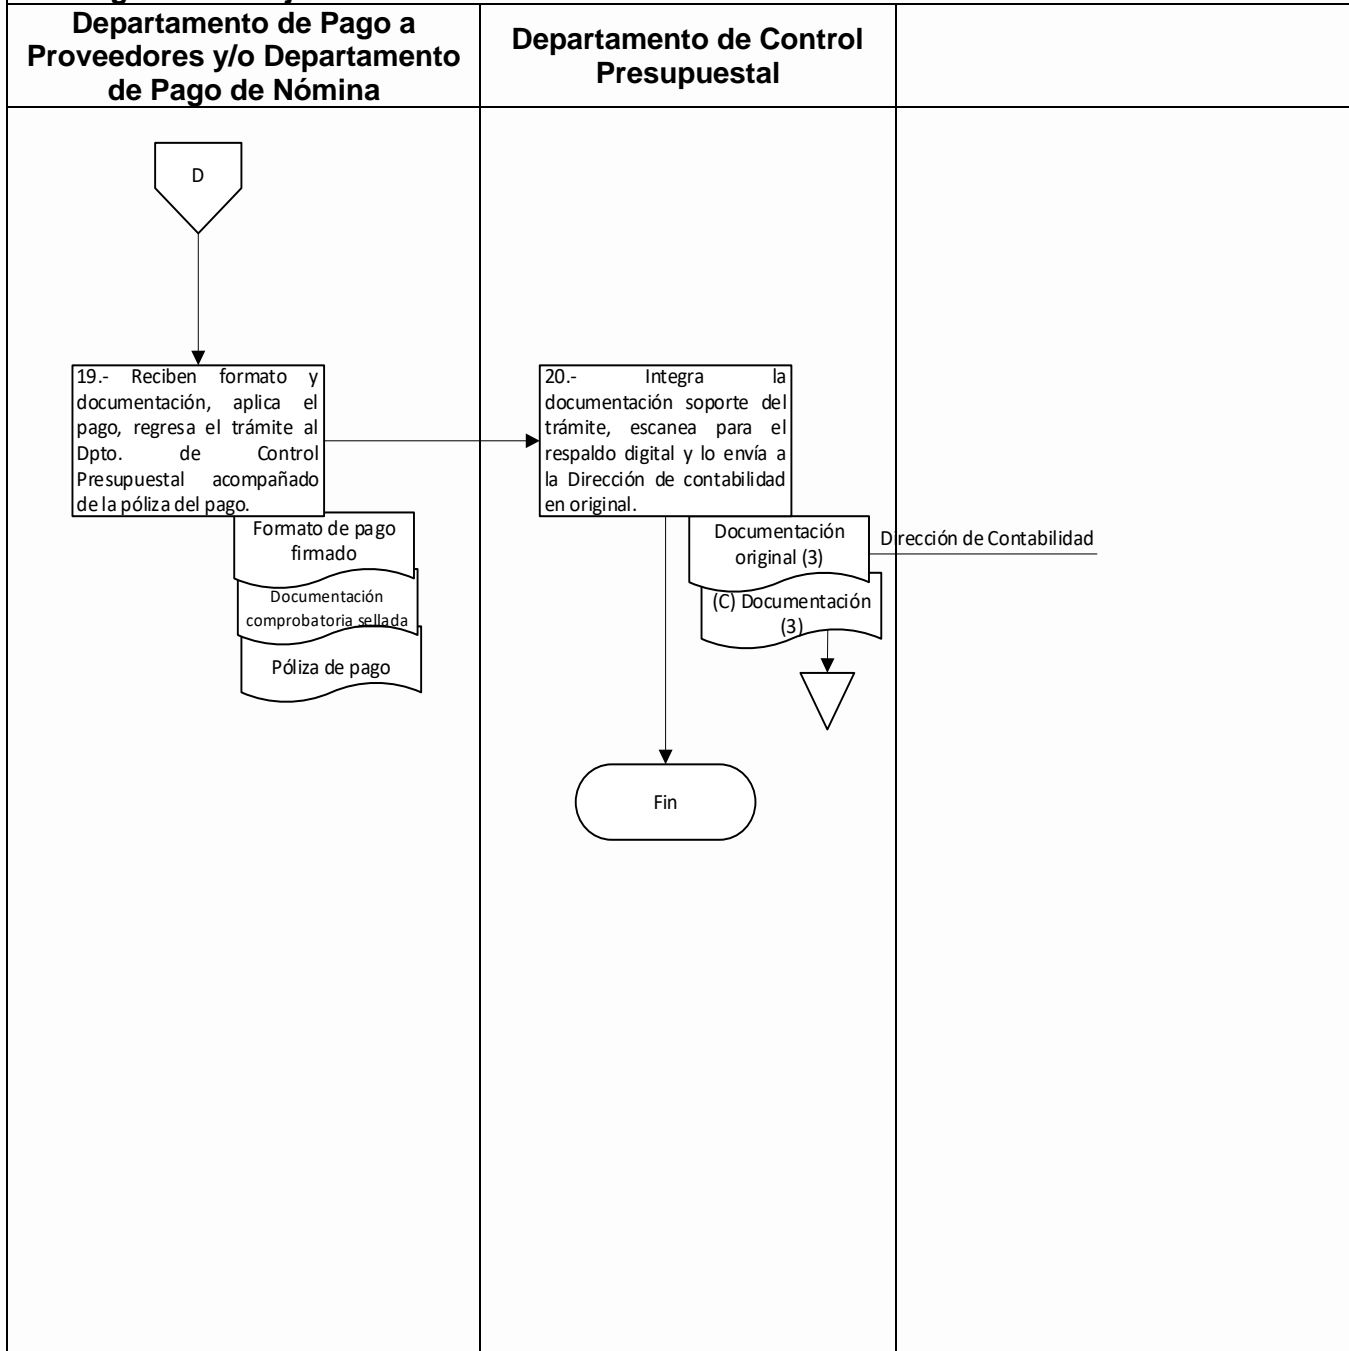 Departamento de Pago a
Proveedores y/o Departamento
de Pago de Nómina
Departamento de Control
Presupuestal
D
19.- Reciben formato y
documentación, aplica el
pago, regresa el trámite al
Dpto. de Control
Presupuestal acompañado
de la póliza del pago.
Formato de pago
firmado
Documentación
comprobatoria sellada
Póliza de pago
20.- Integra la
documentación soporte del
trámite, escanea para el
respaldo digital y lo envía a
la Dirección de contabilidad
en original.
Documentación
original (3)
Dirección de Contabilidad
(C) Documentación
(3)
Fin